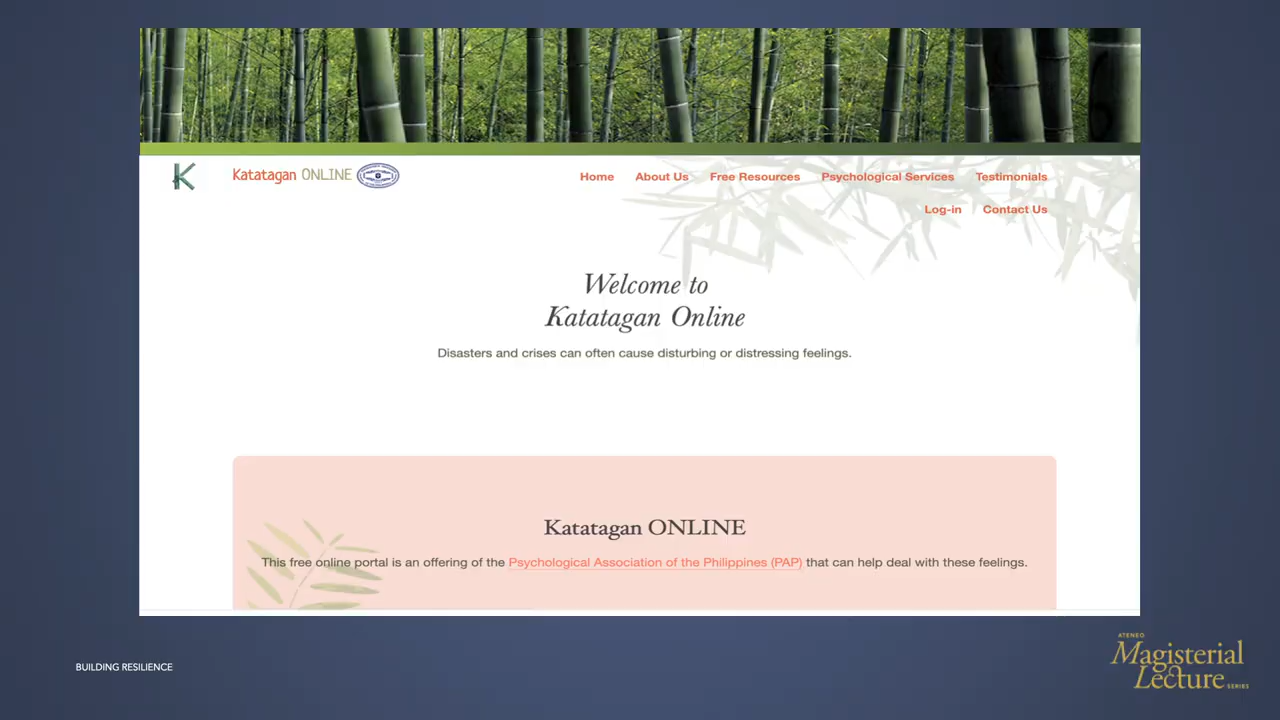 K
Katatagan ONLINE
Home About Us Free Resources Psychological Services Testimonials
Log-in Contact Us
Welcome to
Katatagan Online
Disasters and crises can often cause disturbing or distressing feelings.
Katatagan ONLINE
This free online portal is an offering of the Psychological Association of the Philippines (PAP) that can help deal with these feelings.
BUILDING RESILIENCE
ATENEO
Magisterial
Lecture SERIES